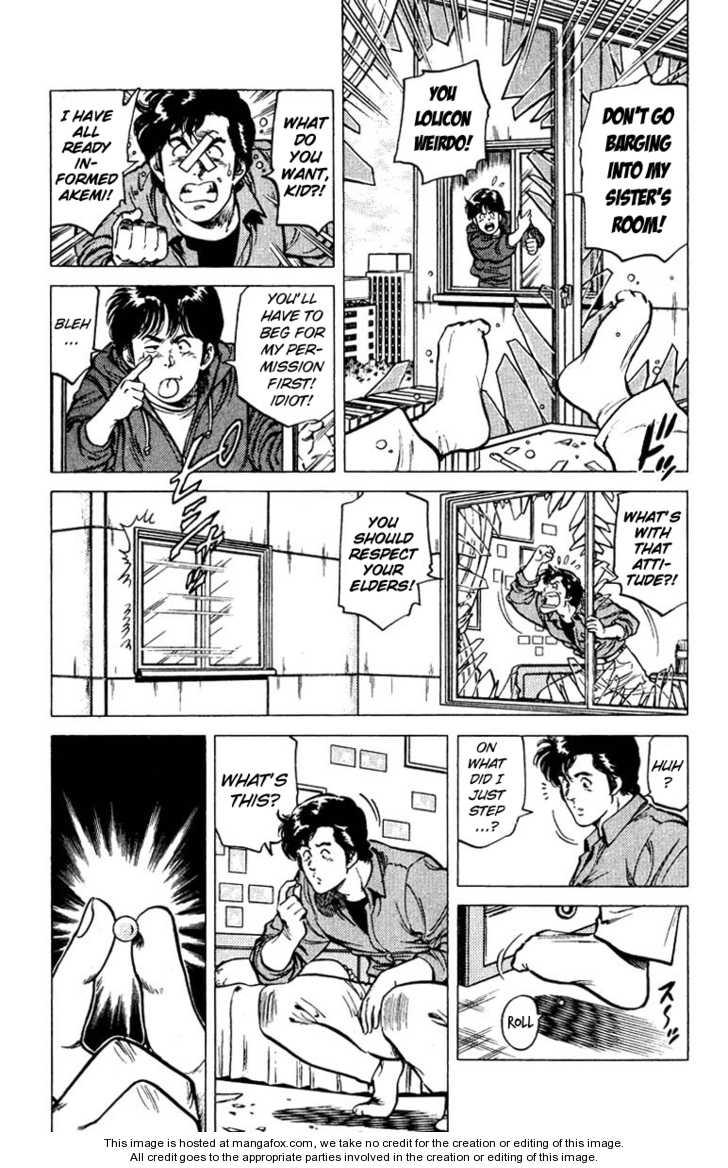 DON'T GO
BARGING
INTO MY
SISTER'S
ROOM!
YOU
LOLICON
WEIRDO!
ドド
WHAT
DO
YOU
WANT,
KID?!
I HAVE
ALL
READY
IN-
FORMED
AKEMI!
YOU'LL
HAVE TO
BEG FOR
MY PER-
MISSION
FIRST!
IDIOT!
BLEH
...
WHAT'S
WITH
THAT
ATTI-
TUDE?!
YOU
SHOULD
RESPECT
YOUR
ELDERS!
HUH
?
ON
WHAT
DID I
JUST
STEP
...?
ROLL
WHAT'S
THIS?
This image is hosted at mangafox.com, we take no credit for the creation or editing of this image.
All credit goes to the appropriate parties involved in the creation or editing of this image.